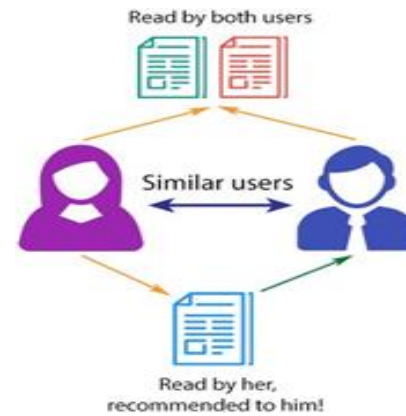 Read by both users
Similar users
Read by her,
recommended to him!